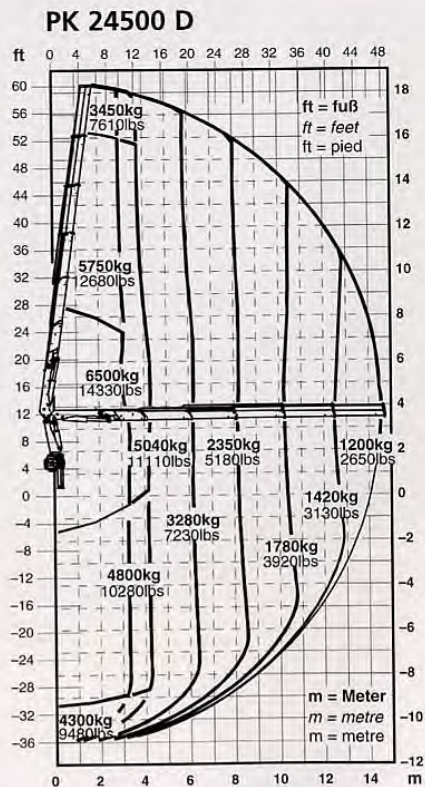 PK 24500 D
ft 0 4 8 12 16 20 24 28 32 36 40 44 48
60 18
3450kg
7610lbs
ft = fuß
ft = feet
ft = pied
56
52 16
48 14
44
40 12
36
32 10
5750kg
12680lbs
28
24 8
20 6
6500kg
14330lbs
16
12 4
8
5040kg 2350kg 1200kg
11110lbs 5180lbs 2650lbs
2
4
0 0
1420kg
3130lbs
3280kg
7230lbs
-4
-8 -2
1780kg
3920lbs
4800kg
10280lbs
-12
-16 -4
-20 -6
-24
-28 -8
m = Meter
m = metre
m = metre
4300kg
9480lbs
-32
-10
-36
-12
0 2 4 6 8 10 12 14 m